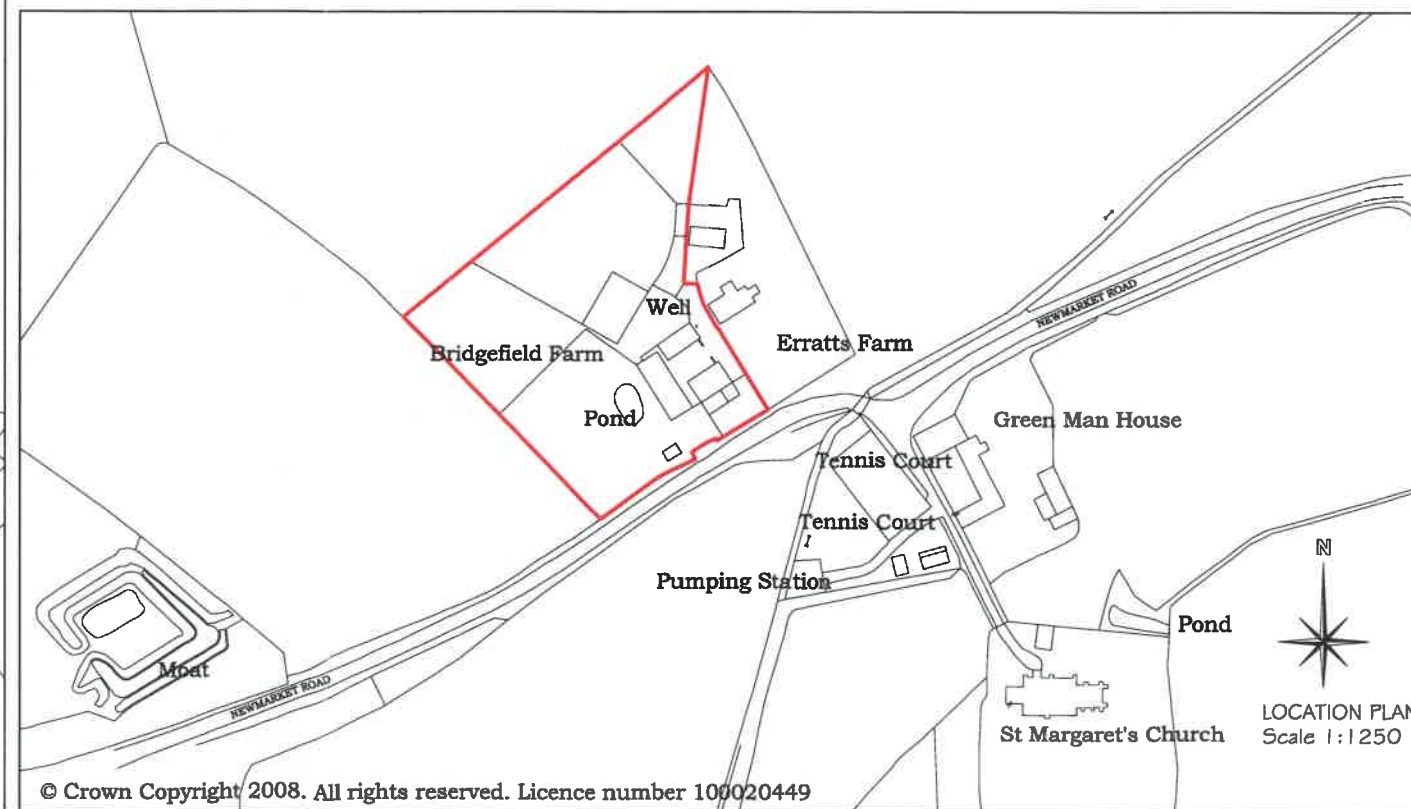 NEWMARKET ROAD
Well
Erratts Farm
Bridgefield Farm
Pond
Green Man House
Tennis Court
Tennis Court
N
Pumping Station
Pond
Moat
NEWMARKET ROAD
LOCATION PLAN
St Margaret's Church
Scale 1:1250
© Crown Copyright 2008. All rights reserved. Licence number 100020449